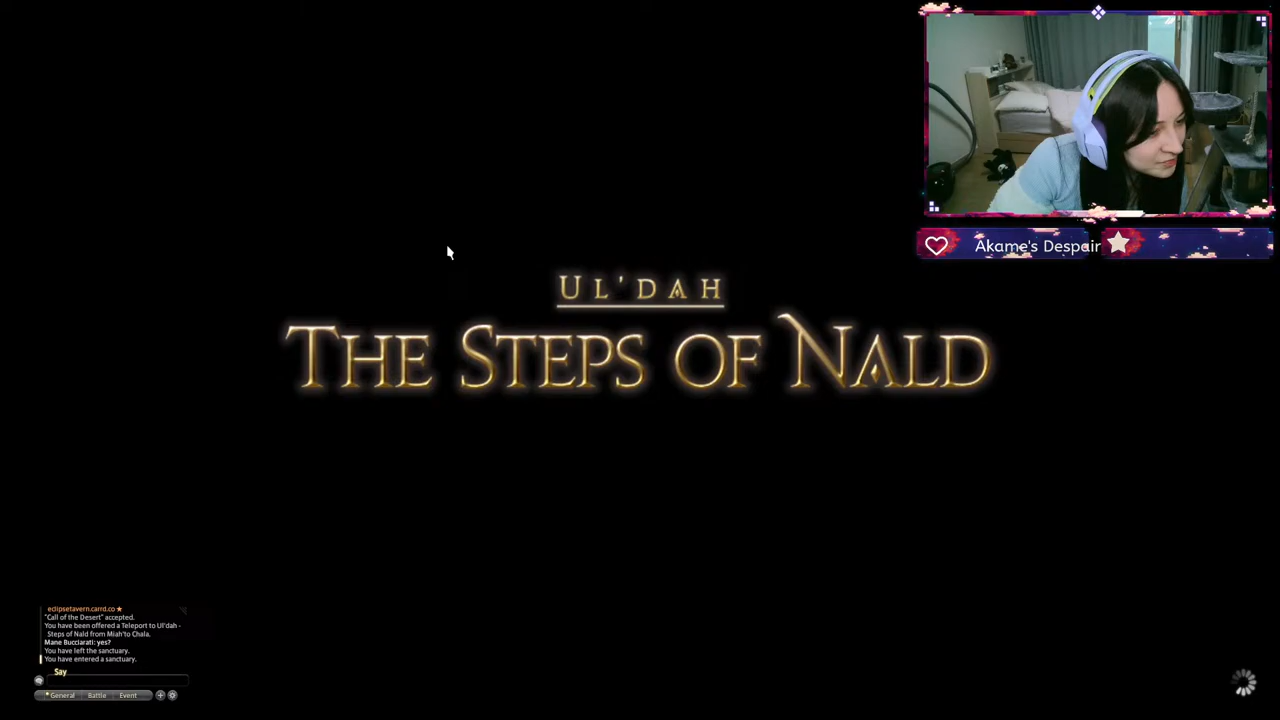 Akame's Despair
UL'DAH
THE STEPS OF NALD
eclipsetavern.carrd.co ★
"Call of the Desert" accepted.
You have been offered a Teleport to Ul'dah -
Steps of Nald from Miah'to Chala.
Mane Bucciarati: yes?
You have left the sanctuary.
You have entered a sanctuary.
Say
General Battle Event